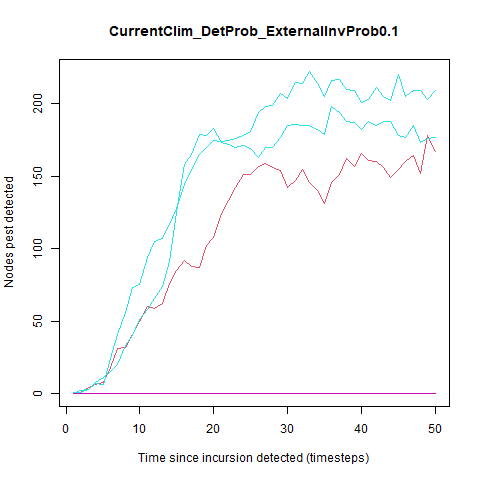 CurrentClim_DetProb_ExternalInvProb0.1
Nodes pest detected
200
150
100
50
0
0 10 20 30 40 50
Time since incursion detected (timesteps)